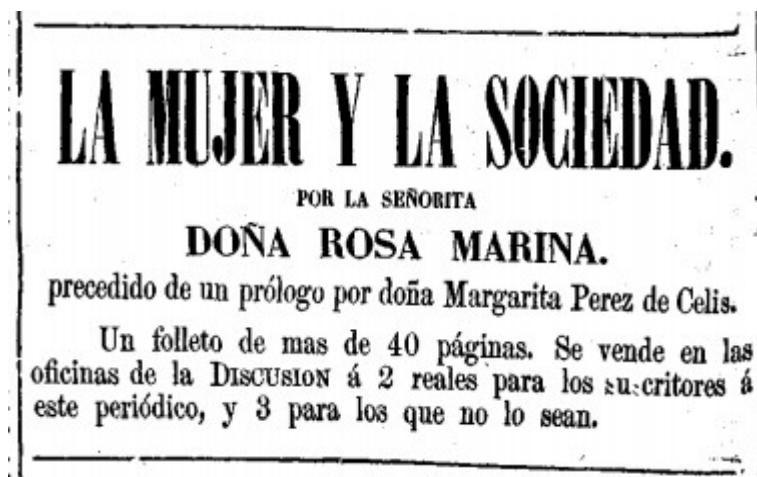 LA MUJER Y LA SOCIEDAD.
POR LA SEÑORITA
DOÑA ROSA MARINA.
precedido de un prólogo por doña Margarita Perez de Celis.
Un folleto de mas de 40 páginas. Se vende en las
oficinas de la DISCUSION á 2 reales para los suscritores á
este periódico, y 3 para los que no lo sean.